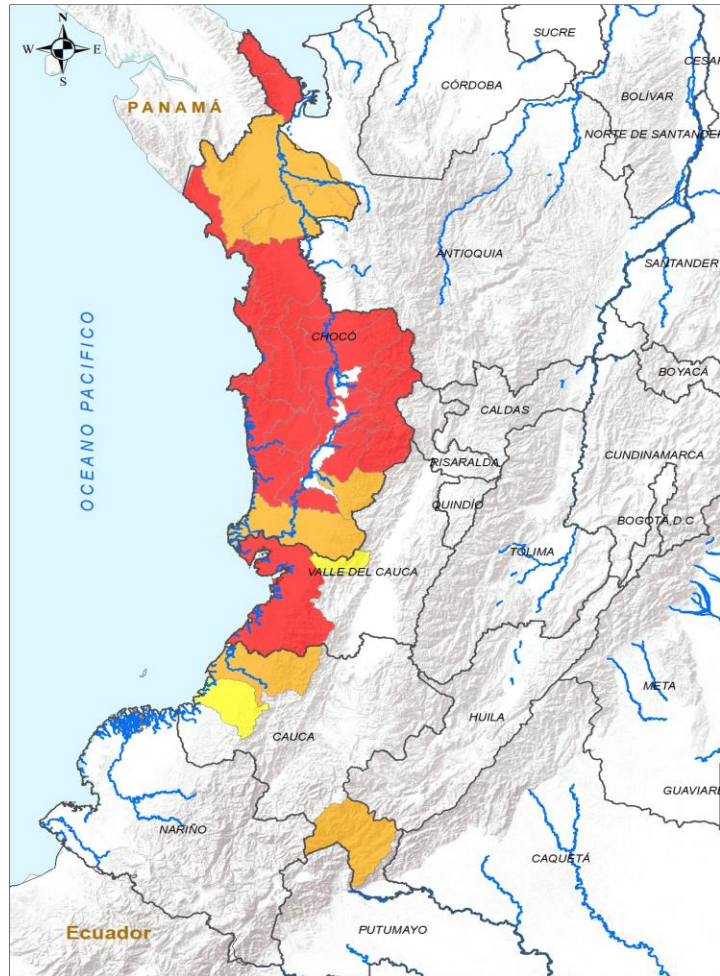 N
W E
S
SUCRE
CESAR
CÓRDOBA
BOLÍVAR
PANAMÁ
NORTE DE SANTANDER
ANTIOQUIA
SANTANDER
OCEANO PACIFICO
CHOCÓ
BOYACÁ
CALDAS
CUNDINAMARCA
RISARALDA
QUINDÍO
BOGOTÁ, D.C
TOLIMA
VALLE DEL CAUCA
META
HUILA
CAUCA
GUAVIARE
NARIÑO
CAQUETÁ
Ecuador
PUTUMAYO